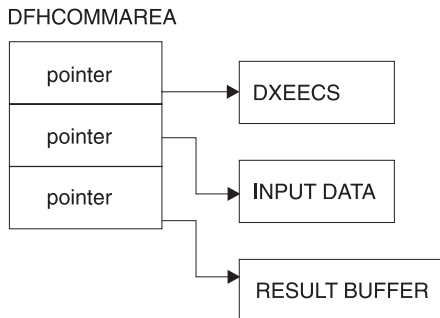 DFHCOMMAREA
pointer
DXEECS
pointer
INPUT DATA
pointer
RESULT BUFFER